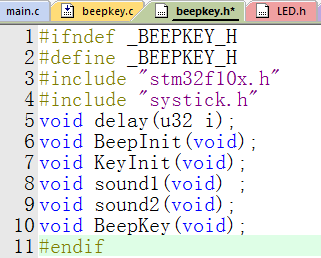 main.c beepkey.c beepkey.h* LED.h
1 #ifndef _BEEPKEY_H
2 #define _BEEPKEY_H
3 #include "stm32f10x.h"
4 #include "systick.h"
5 void delay(u32 i);
6 void BeepInit(void);
7 void KeyInit(void);
8 void sound1(void) ;
9 void sound2(void);
10 void BeepKey(void);
11 #endif